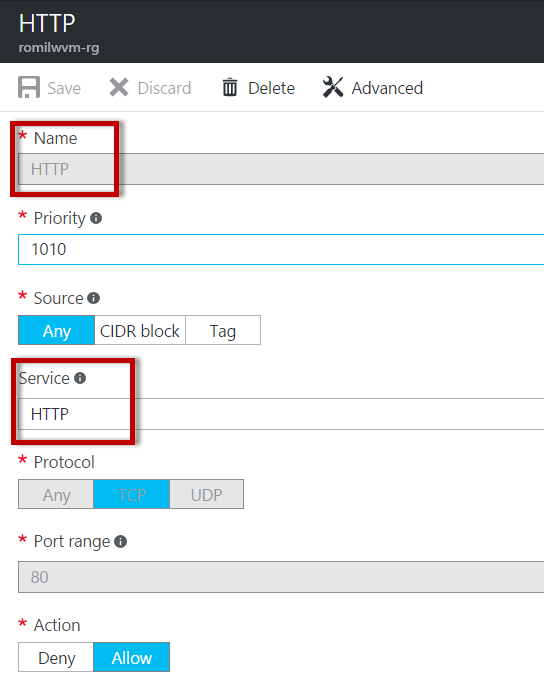 HTTP
romilwvm-rg
Save Discard Delete Advanced
* Name
HTTP
* Priority
1010
* Source
Any CIDR block Tag
Service
HTTP
* Protocol
Any TCP UDP
* Port range
80
* Action
Deny Allow